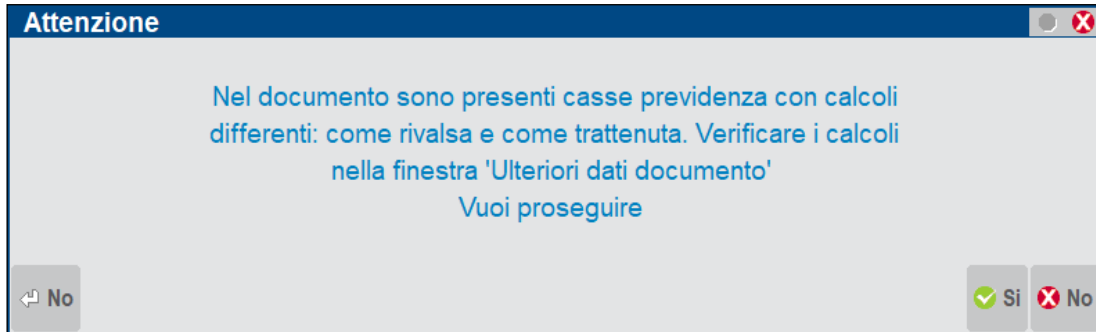 Attenzione
Nel documento sono presenti casse previdenza con calcoli
differenti: come rivalsa e come trattenuta. Verificare i calcoli
nella finestra 'Ulteriori dati documento'
Vuoi proseguire
No
Si
No